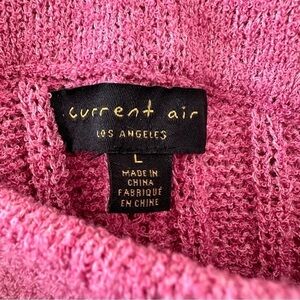 current air
LOS ANGELES
L
MADE IN
CHINA
FABRIQUÉ
EN CHINE